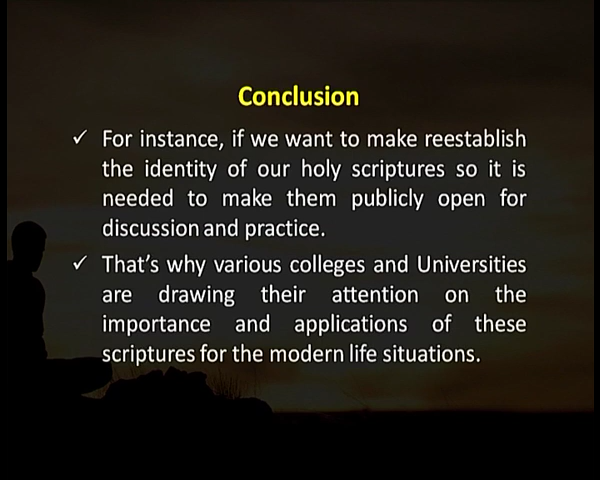 Conclusion
✓ For instance, if we want to make reestablish
the identity of our holy scriptures so it is
needed to make them publicly open for
discussion and practice.
✓ That's why various colleges and Universities
are drawing their attention on the
importance and applications of these
scriptures for the modern life situations.